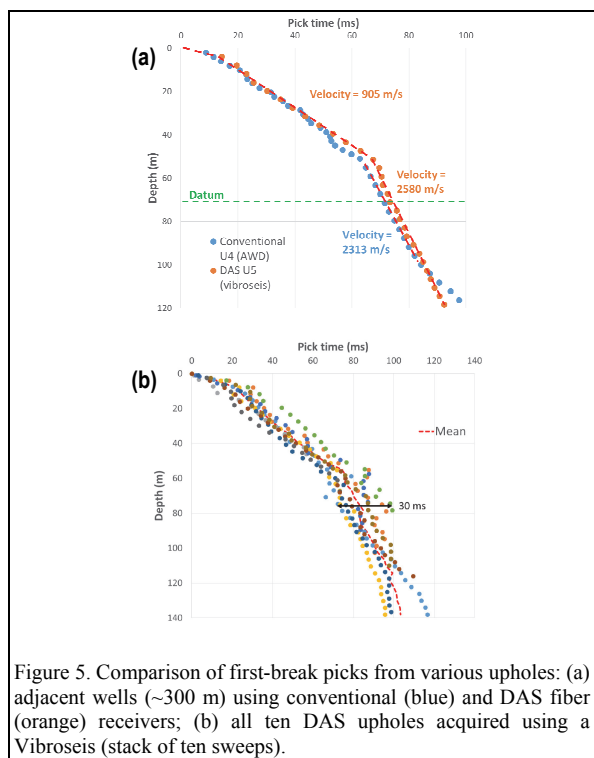 Pick time (ms)
(a)
0 20 40 60 80 100
0
20
40
60
80
100
120
Depth (m)
Velocity = 905 m/s
Velocity =
2580 m/s
Datum
Velocity =
2313 m/s
Conventional
U4 (AWD)
DAS U5
(vibroseis)
Pick time (ms)
(b)
0 20 40 60 80 100 120 140
0
20
40
60
80
100
120
140
Depth (m)
Mean
30 ms
Figure 5. Comparison of first-break picks from various upholes: (a)
adjacent wells (~300 m) using conventional (blue) and DAS fiber
(orange) receivers; (b) all ten DAS upholes acquired using a
Vibroseis (stack of ten sweeps).